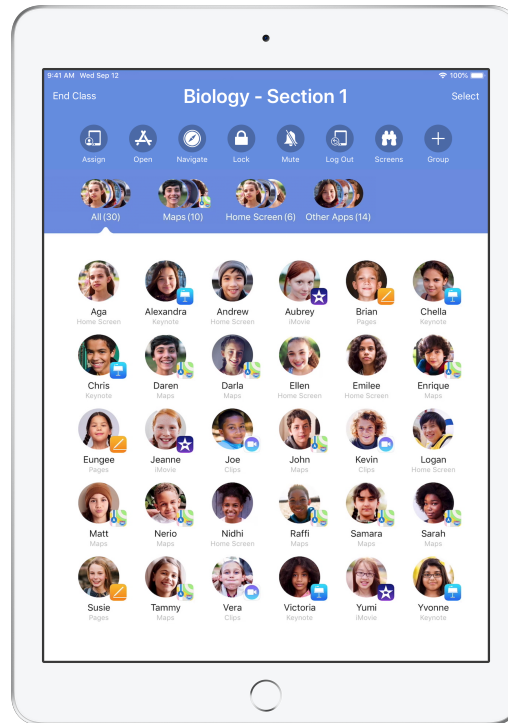 9:41 AM Wed Sep 12 100%
End Class Biology - Section 1 Select
Assign Open Navigate Lock Mute Log Out Screens Group
All (30) Maps (10) Home Screen (6) Other Apps (14)
Aga Alexandra Andrew Aubrey Brian Chella
Home Screen Keynote Home Screen iMovie Pages Keynote
Chris Daren Darla Ellen Emilee Enrique
Keynote Maps Maps Home Screen Home Screen Maps
Eungee Jeanne Joe John Kevin Logan
Pages iMovie Clips Maps Clips Home Screen
Matt Nerio Nidhi Raffi Samara Sarah
Maps Maps Home Screen Maps Maps Maps
Susie Tammy Vera Victoria Yumi Yvonne
Pages Maps Clips Keynote iMovie Keynote